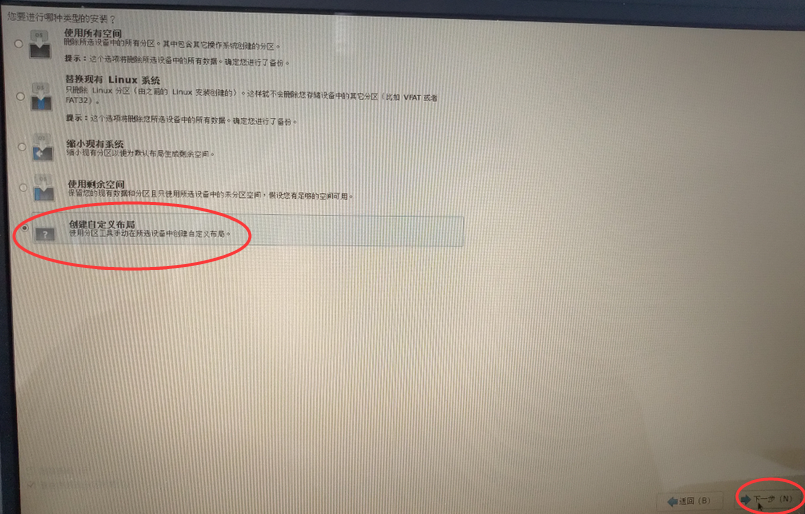 您要进行哪种类型的安装？
使用所有空间
删除所选设备中的所有分区。其中包含其它操作系统创建的分区。
提示：这个选项将删除所选设备中的所有数据。确定您进行了备份。
替换现有 Linux 系统
只删除 Linux 分区（由之前的 Linux 安装创建的）。这样就不会删除您存储设备中的其它分区（比如 VFAT 或者
FAT32）。
提示：这个选项将删除您所选设备中的所有数据。确定您进行了备份。
缩小现有系统
缩小现有分区以便为默认布局生成剩余空间。
使用剩余空间
保留您的现有数据和分区且只使用所选设备中的未分区空间，假设您有足够的空间可用。
?
创建自定义布局
使用分区工具手动在所选设备中创建自定义布局。
返回（B）
下一步（N）